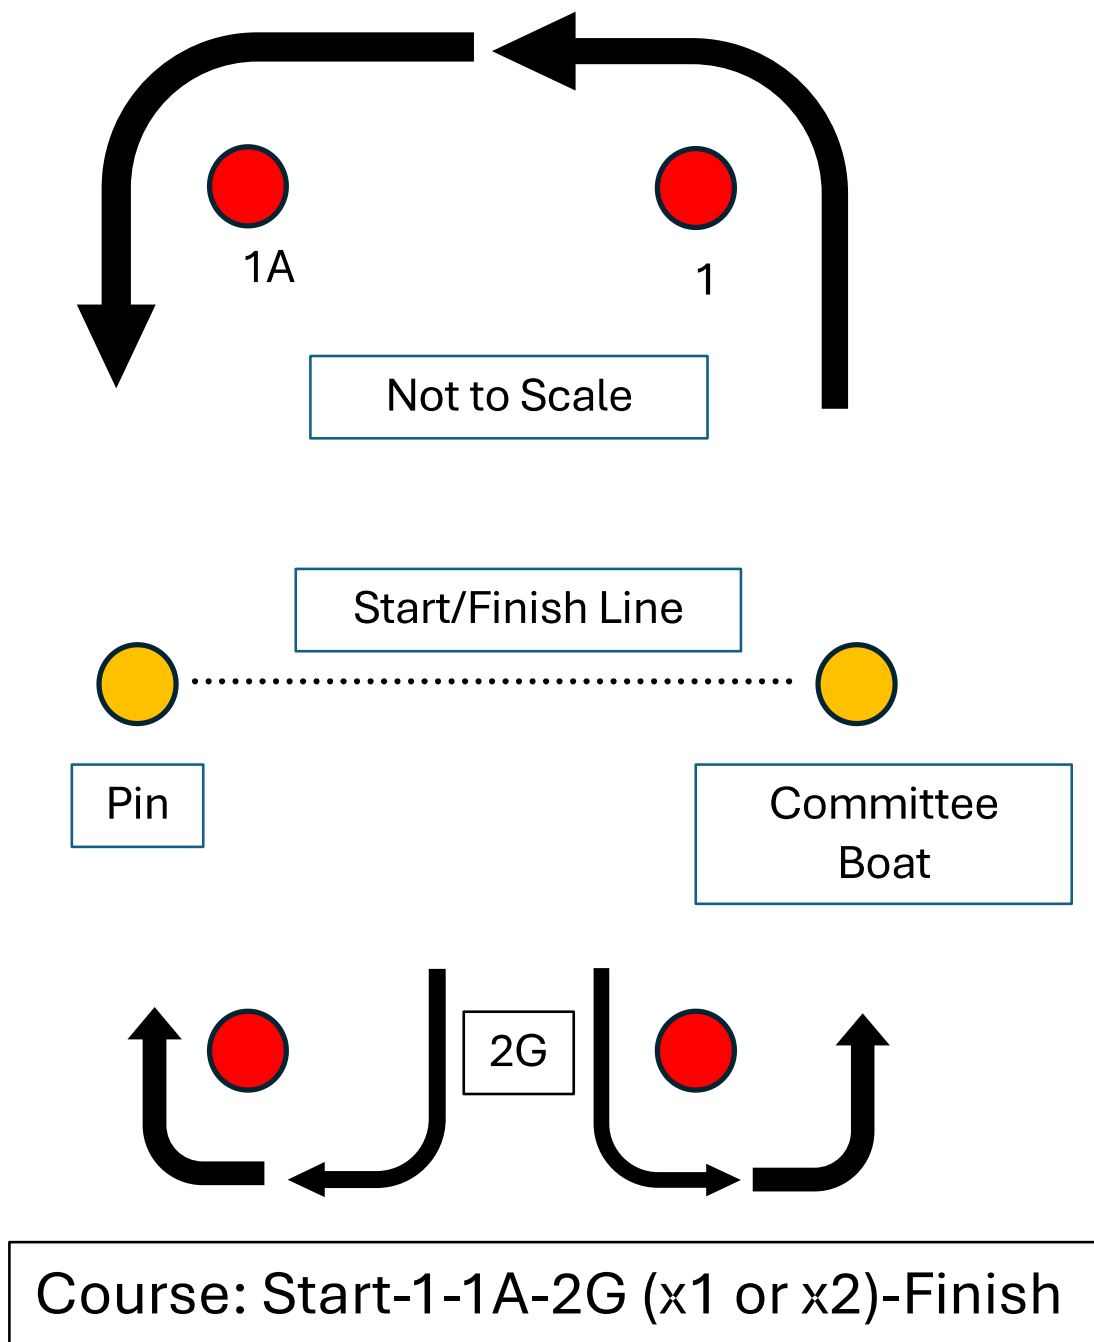 1A
1
Not to Scale
Start/Finish Line
Pin
Committee
Boat
2G
Course: Start-1-1A-2G (x1 or x2)-Finish